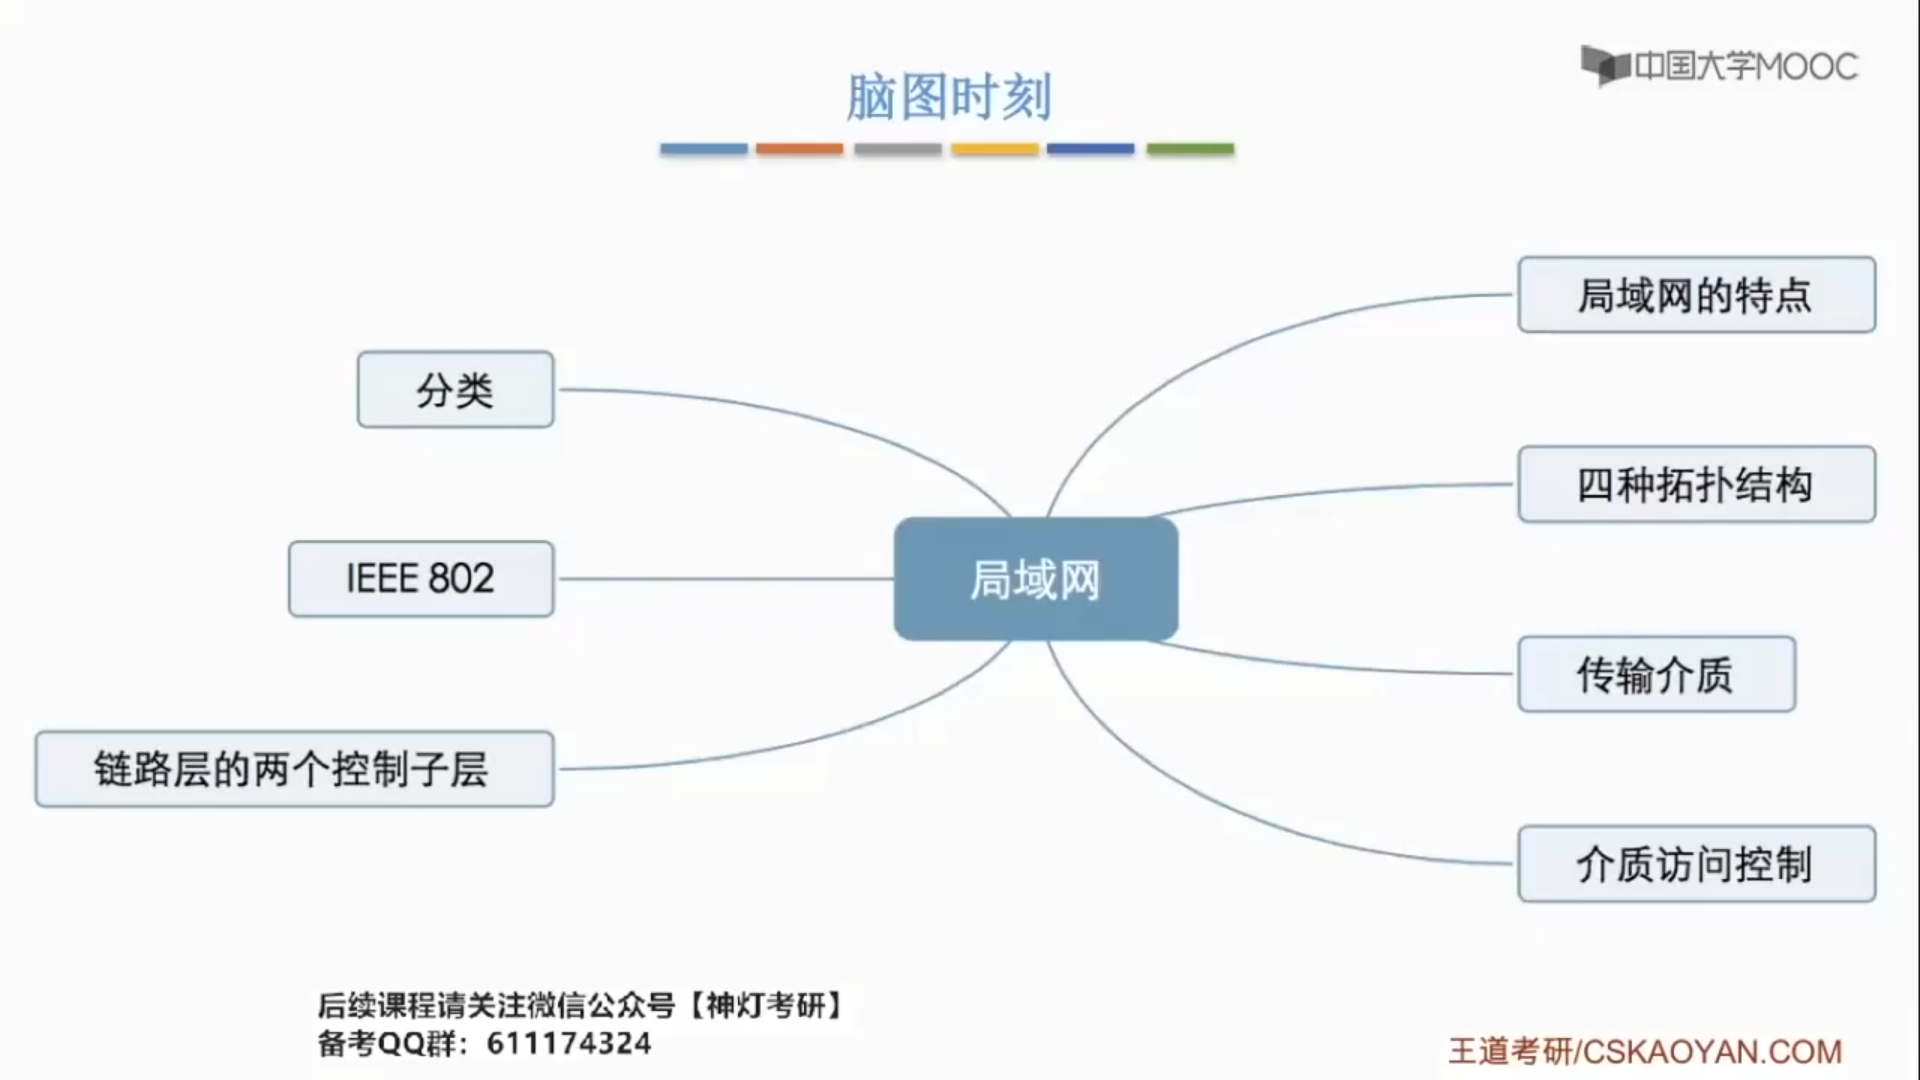 中国大学MOOC
脑图时刻
局域网的特点
分类
四种拓扑结构
IEEE 802
局域网
传输介质
链路层的两个控制子层
介质访问控制
后续课程请关注微信公众号【神灯考研】
备考QQ群：611174324
王道考研/CSKAOYAN.COM